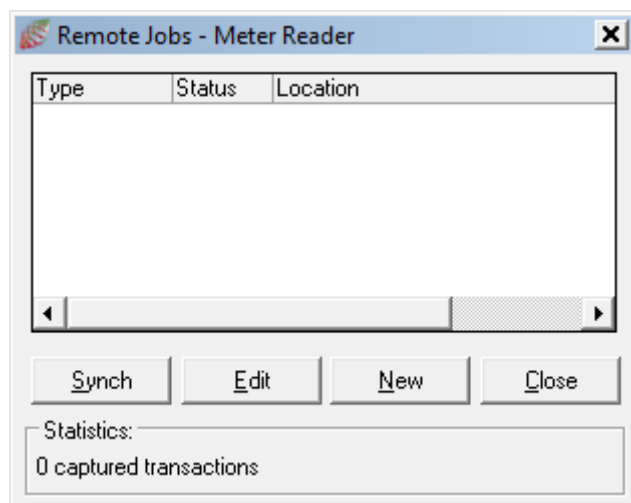 Remote Jobs - Meter Reader
Type Status Location
Synch Edit New Close
Statistics:
0 captured transactions